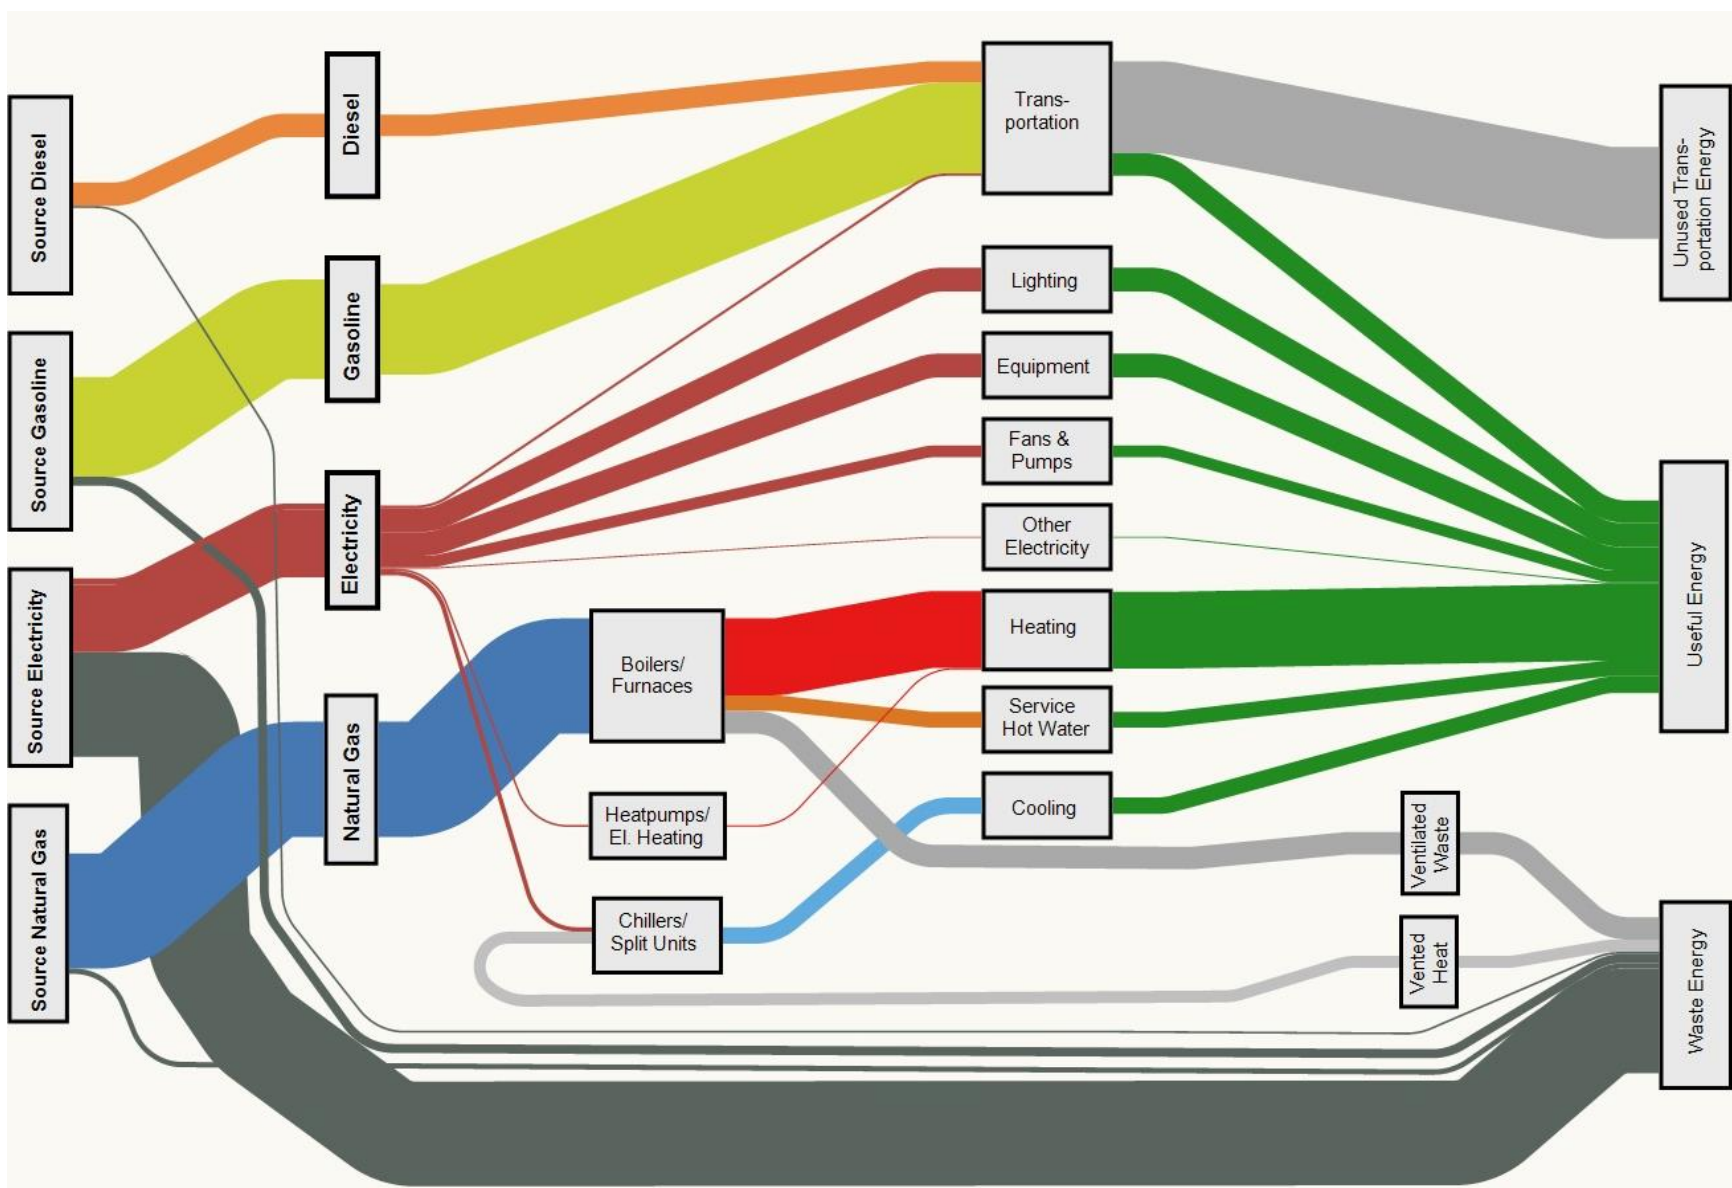 Source Diesel
Source Gasoline
Source Electricity
Source Natural Gas
Diesel
Gasoline
Electricity
Natural Gas
Boilers/
Furnaces
Heatpumps/
El. Heating
Chillers/
Split Units
Trans-
portation
Lighting
Equipment
Fans &
Pumps
Other
Electricity
Heating
Service
Hot Water
Cooling
Ventilated
Waste
Vented
Heat
Unused Trans-
portation Energy
Useful Energy
Waste Energy